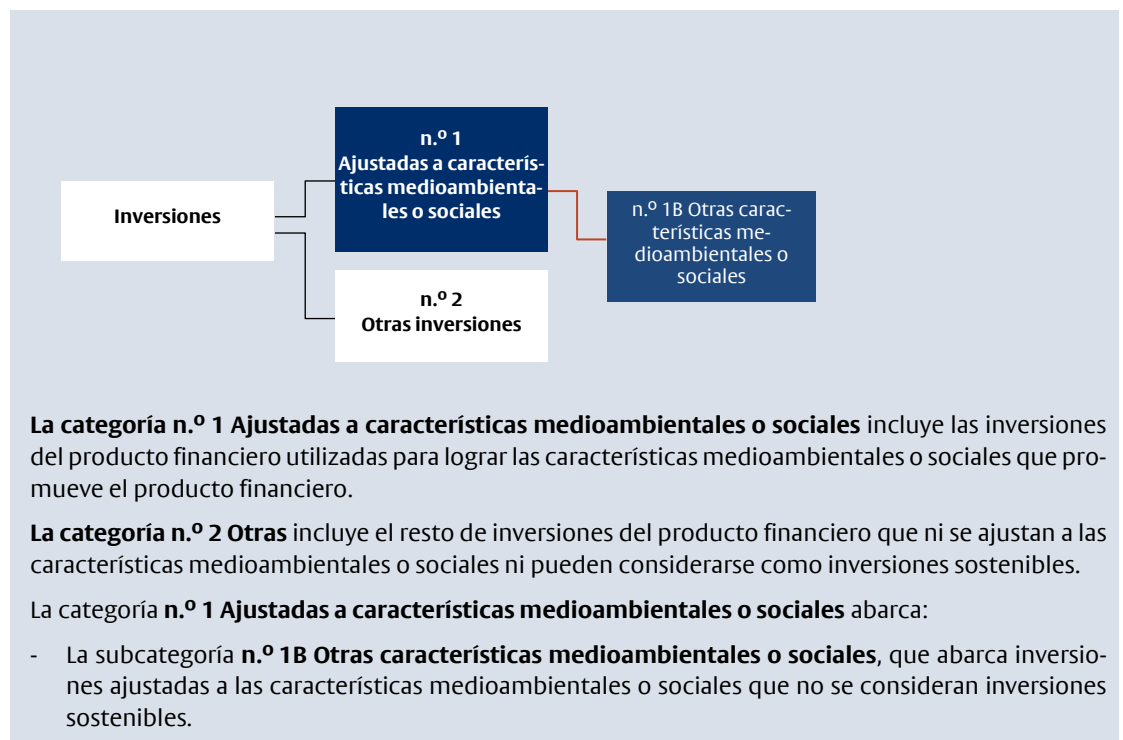 n.º 1
Ajustadas a caracterís-
ticas medioambienta-
les o sociales
Inversiones
n.º 1B Otras carac-
terísticas me-
dioambientales o
sociales
n.º 2
Otras inversiones
La categoría n.º 1 Ajustadas a características medioambientales o sociales incluye las inversiones
del producto financiero utilizadas para lograr las características medioambientales o sociales que pro-
mueve el producto financiero.
La categoría n.º 2 Otras incluye el resto de inversiones del producto financiero que ni se ajustan a las
características medioambientales o sociales ni pueden considerarse como inversiones sostenibles.
La categoría n.º 1 Ajustadas a características medioambientales o sociales abarca:
- La subcategoría n.º 1B Otras características medioambientales o sociales, que abarca inversio-
nes ajustadas a las características medioambientales o sociales que no se consideran inversiones
sostenibles.